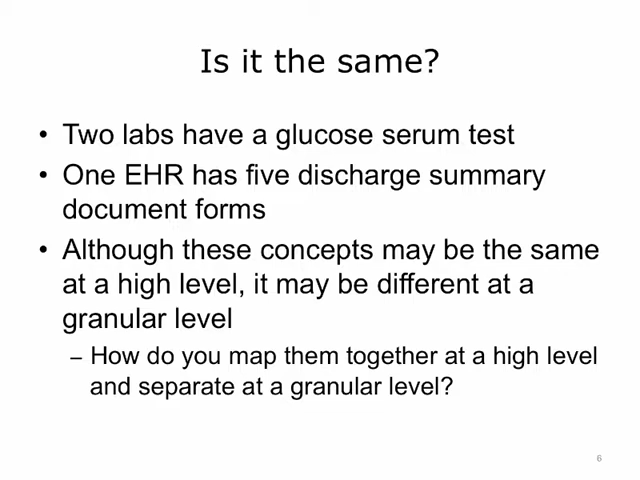 Is it the same?
• Two labs have a glucose serum test
• One EHR has five discharge summary
document forms
• Although these concepts may be the same
at a high level, it may be different at a
granular level
– How do you map them together at a high level
and separate at a granular level?
6